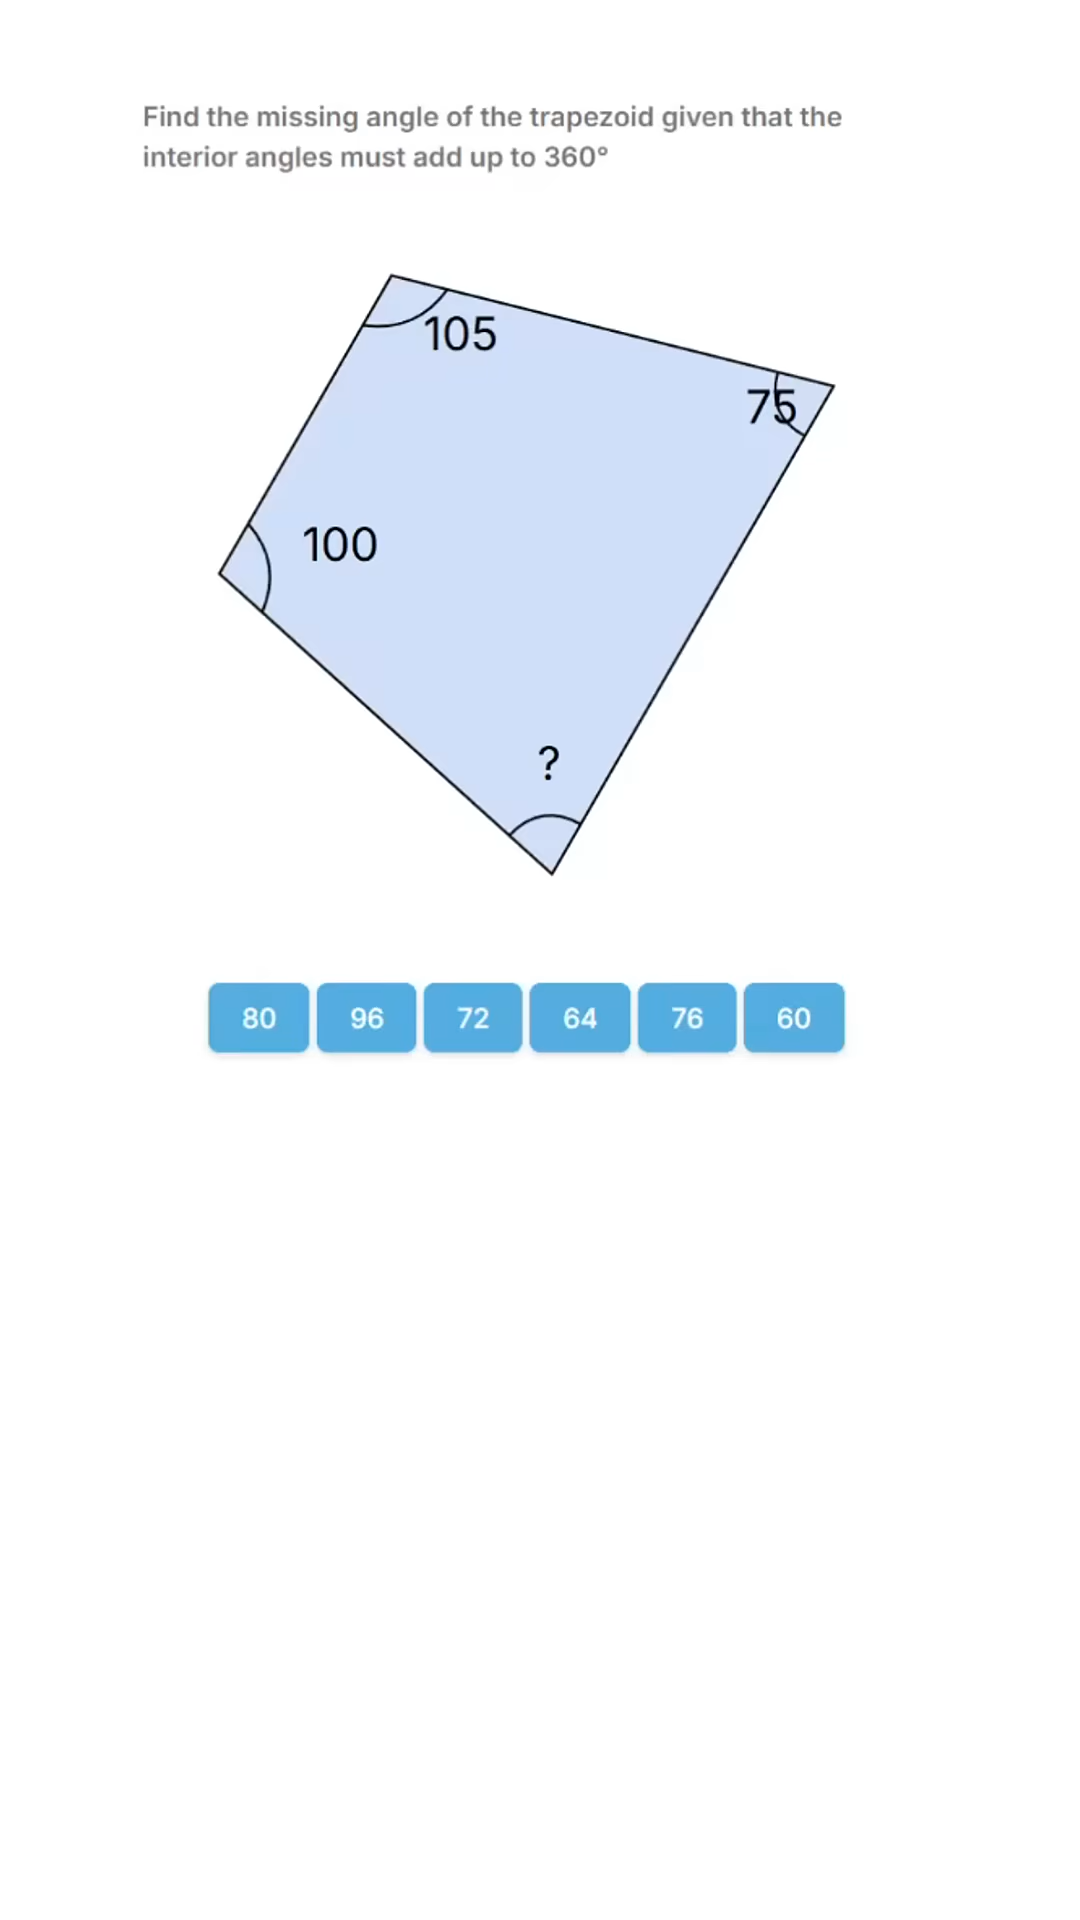 Find the missing angle of the trapezoid given that the
interior angles must add up to 360°
105
75
100
?
80 96 72 64 76 60